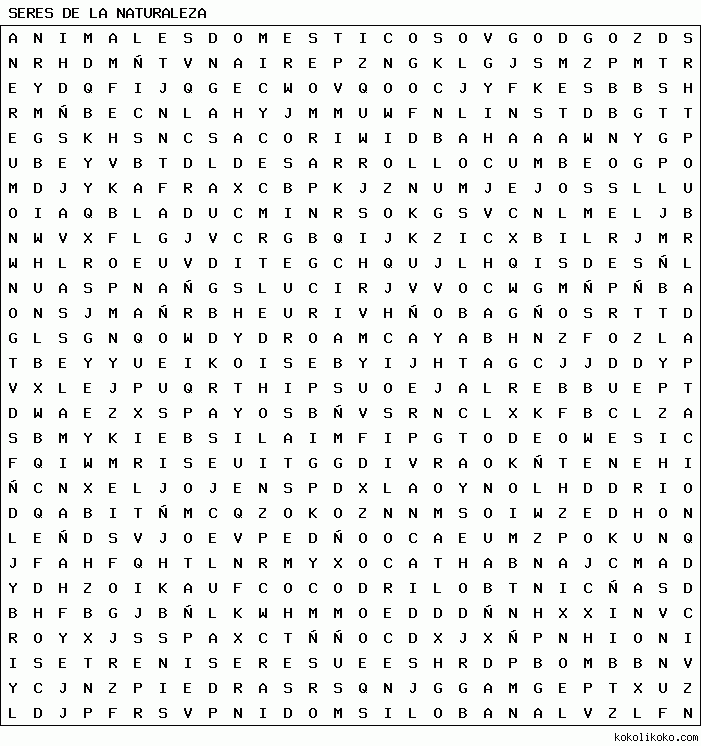 SERES DE LA NATURALEZA
A N I M A L E S D O M E S T I C O S O V G O D G O Z D S
N R H D M Ñ T V N A I R E P Z N G K L G J S M Z P M T R
E Y D Q F I J Q G E C W O V Q O O C J Y F K E S B B S H
R M Ñ B E C N L A H Y J M M U W F N L I N S T D B G T T
E G S K H S N C S A C O R I W I D B A H A A A W N Y G P
U B E Y V B T D L D E S A R R O L L O C U M B E O G P O
M D J Y K A F R A X C B P K J Z N U M J E J O S S L L U
O I A Q B L A D U C M I N R S O K G S V C N L M E L J B
N W V X F L G J V C R G B Q I J K Z I C X B I L R J M R
W H L R O E U V D I T E G C H Q U J L H Q I S D E S Ñ L
N U A S P N A Ñ G S L U C I R J V V O C W G M Ñ P Ñ B A
O N S J M A Ñ R B H E U R I V H Ñ O B A G Ñ O S R T T D
G L S G N Q O W D Y D R O A M C A Y A B H N Z F O Z L A
T B E Y Y U E I K O I S E B Y I J H T A G C J J D D Y P
V X L E J P U Q R T H I P S U O E J A L R E B B U E P T
D W A E Z X S P A Y O S B Ñ V S R N C L X K F B C L Z A
S B M Y K I E B S I L A I M F I P G T O D E O W E S I C
F Q I W M R I S E U I T G G D I V R A O K Ñ T E N E H I
Ñ C N X E L J O J E N S P D X L A O Y N O L H D D R I O
D Q A B I T Ñ M C Q Z O K O Z N N M S O I W Z E D H O N
L E Ñ D S V J O E V P E D Ñ O O C A E U M Z P O K U N Q
J F A H F Q H T L N R M Y X O C A T H A B N A J C M A D
Y D H Z O I K A U F C O C O D R I L O B T N I C Ñ A S D
B H F B G J B Ñ L K W H M M O E D D D Ñ N H X X I N V C
R O Y X J S S P A X C T Ñ Ñ O C D X J X Ñ P N H I O N I
I S E T R E N I S E R E S U E E S H R D P B O M B B N V
Y C J N Z P I E D R A S R S Q N J G G A M G E P T X U Z
L D J P F R S V P N I D O M S I L O B A N A L V Z L F N
kokolikoko.com